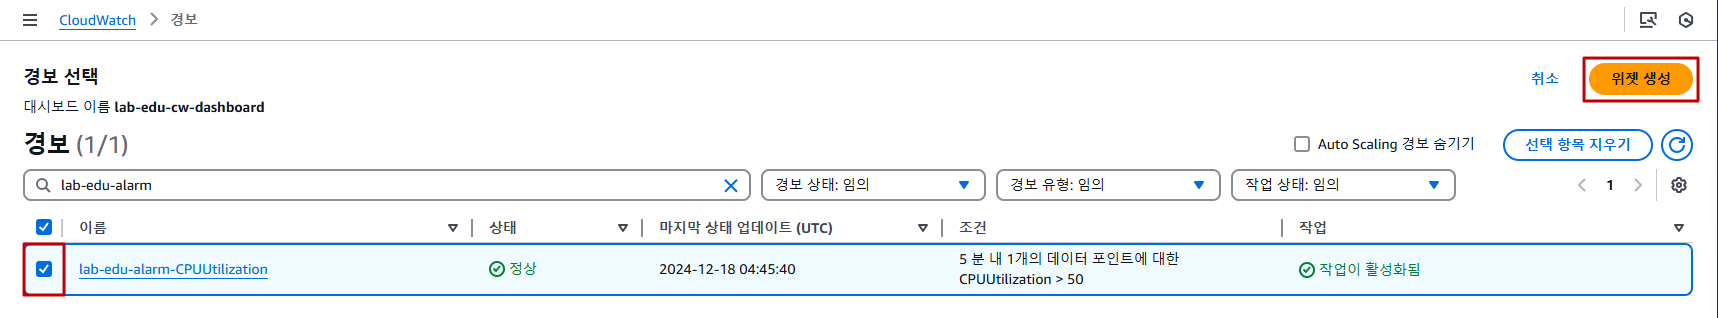 CloudWatch > 경보
경보 선택
취소
위젯 생성
대시보드 이름 lab-edu-cw-dashboard
경보 (1/1)
Auto Scaling 경보 숨기기
선택 항목 지우기
lab-edu-alarm
경보 상태: 임의
경보 유형: 임의
작업 상태: 임의
1
이름
상태
마지막 상태 업데이트 (UTC)
조건
작업
lab-edu-alarm-CPUUtilization
정상
2024-12-18 04:45:40
5 분 내 1개의 데이터 포인트에 대한
CPUUtilization > 50
작업이 활성화됨